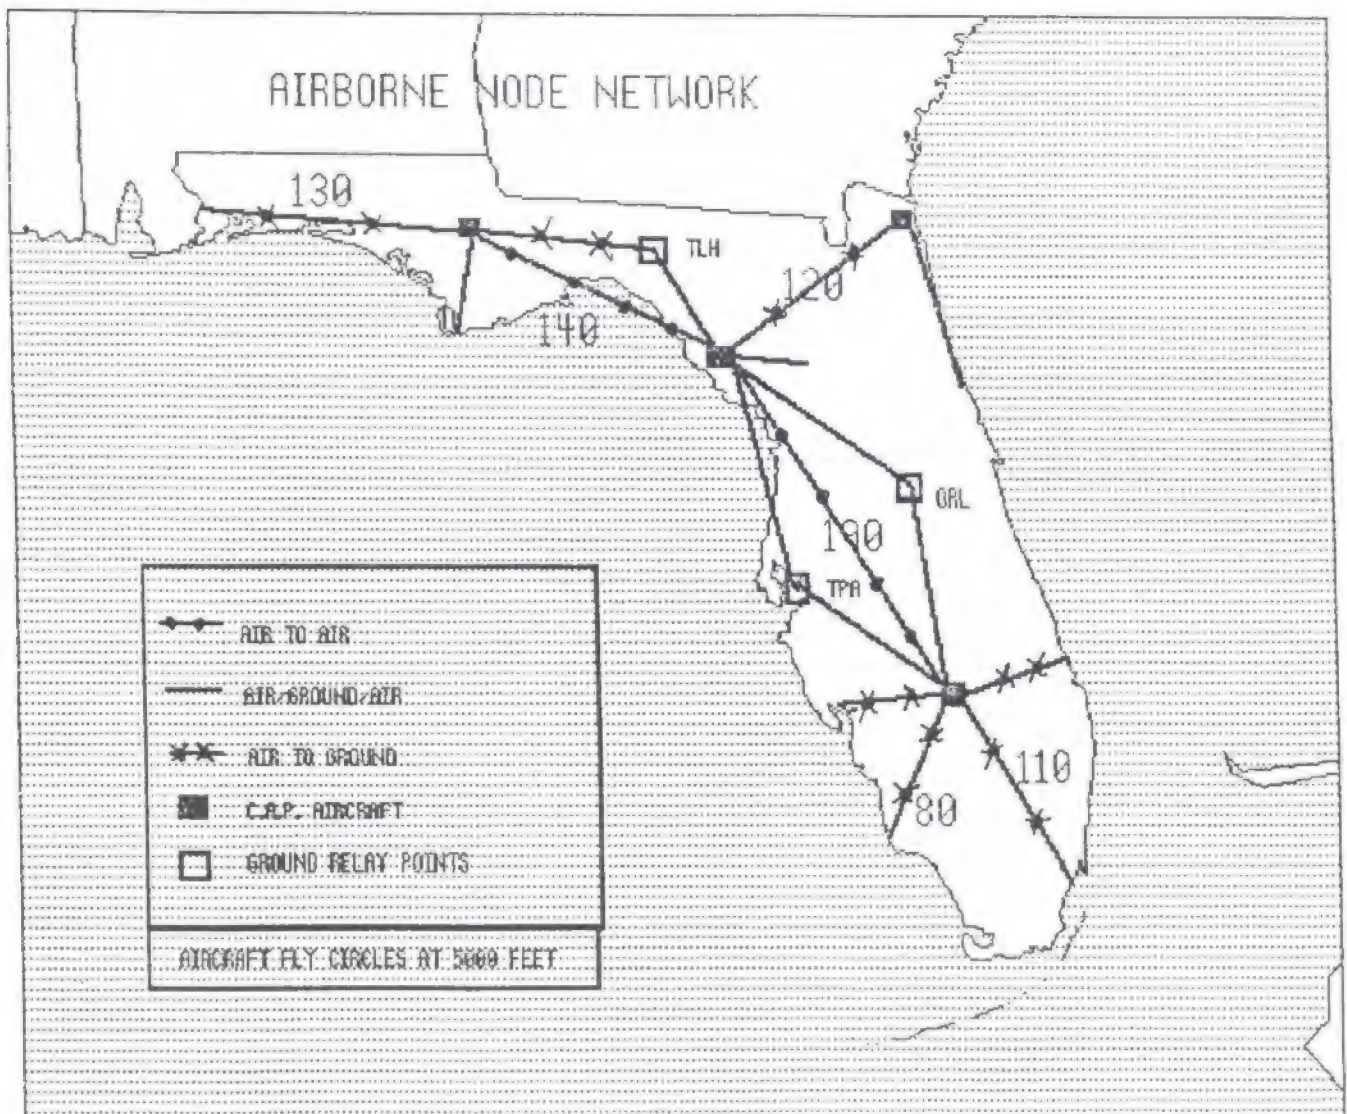 AIRBORNE NODE NETWORK
130
TLH
120
140
ORL
190
TPA
110
80
AIR TO AIR
AIR/GROUND/AIR
AIR TO GROUND
C.A.P. AIRCRAFT
GROUND RELAY POINTS
AIRCRAFT FLY CIRCLES AT 5000 FEET